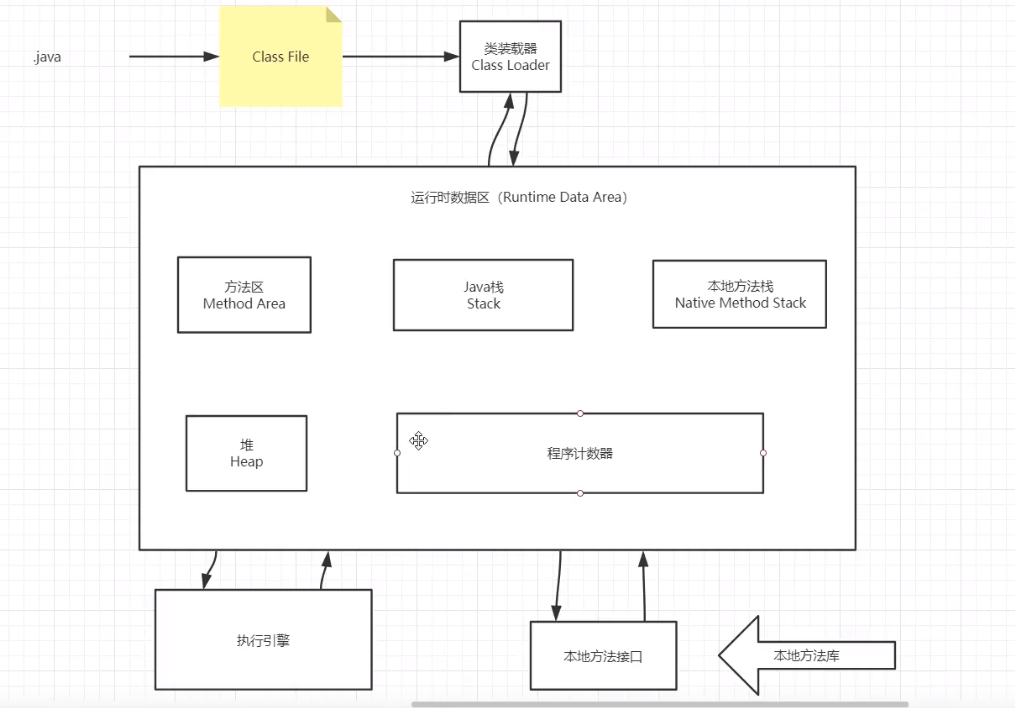 .java
Class File
类装载器
Class Loader
运行时数据区（Runtime Data Area）
方法区
Method Area
Java栈
Stack
本地方法栈
Native Method Stack
堆
Heap
程序计数器
执行引擎
本地方法接口
本地方法库